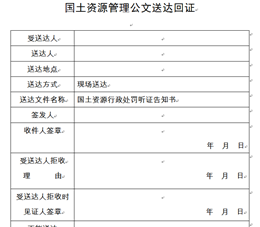 国土资源管理公文送达回证
受送达人
送达人
送达地点
送达方式 现场送达
送达文件名称 国土资源行政处罚听证告知书
签发人
收件人签章
年 月 日
受送达人拒收
理 由 年 月 日
受送达人拒收时
见证人签章 年 月 日